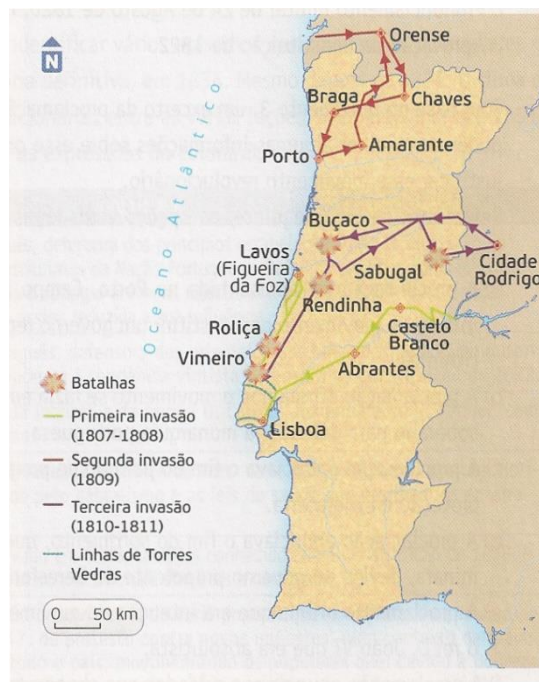 N
Oceano Atlântico
Orense
Braga
Chaves
Porto
Amarante
Buçaco
Lavos
(Figueira
da Foz)
Sabugal
Cidade
Rodrigo
Rendinha
Roliça
Castelo
Branco
Vimeiro
Abrantes
Lisboa
Batalhas
Primeira invasão
(1807-1808)
Segunda invasão
(1809)
Terceira invasão
(1810-1811)
Linhas de Torres
Vedras
0 50 km